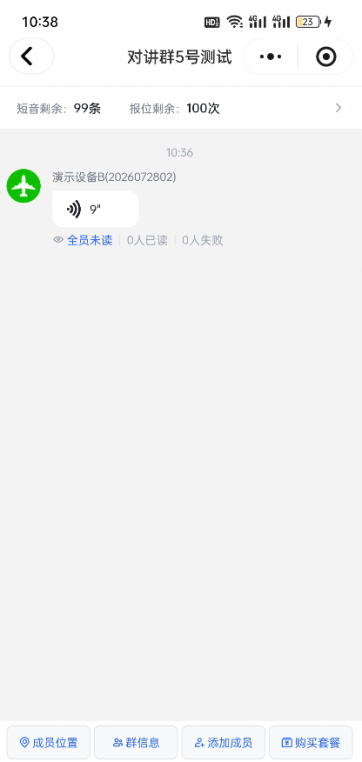 10:38 HD 4G 4G 23
对讲群5号测试
短音剩余: 99条 报位剩余: 100次
10:36
演示设备B(2026072802)
9"
全员未读 0人已读 0人失败
成员位置 群信息 添加成员 购买套餐